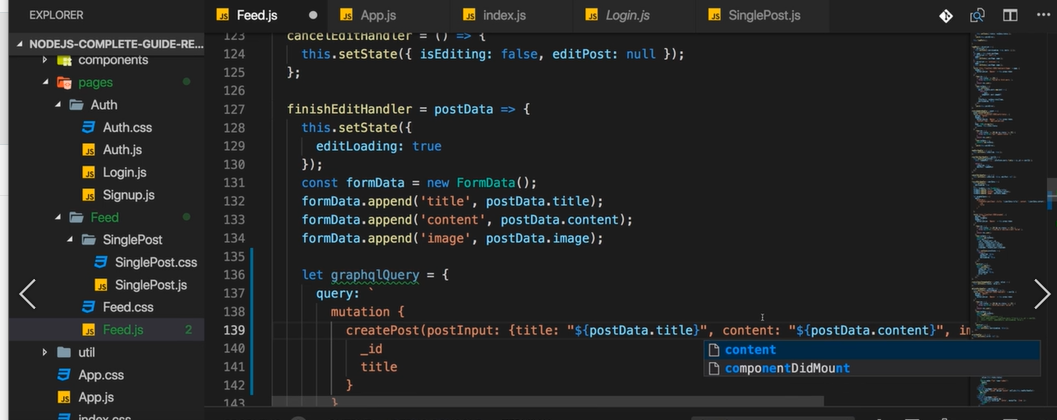 EXPLORER
Feed.js
App.js
index.js
Login.js
SinglePost.js
NODEJS-COMPLETE-GUIDE-RE...
components
pages
Auth
Auth.css
Auth.js
Login.js
Signup.js
Feed
SinglePost
SinglePost.css
SinglePost.js
Feed.css
Feed.js 2
util
App.css
App.js
index.css
123 cancelEditHandler = () => {
124 this.setState({ isEditing: false, editPost: null });
125 };
126
127 finishEditHandler = postData => {
128 this.setState({
129 editLoading: true
130 });
131 const formData = new FormData();
132 formData.append('title', postData.title);
133 formData.append('content', postData.content);
134 formData.append('image', postData.image);
135
136 let graphqlQuery = {
137 query: `
138 mutation {
139 createPost(postInput: {title: "${postData.title}", content: "${postData.content}", im
140 _id
141 title
142 }
143 }
content
componentDidMount